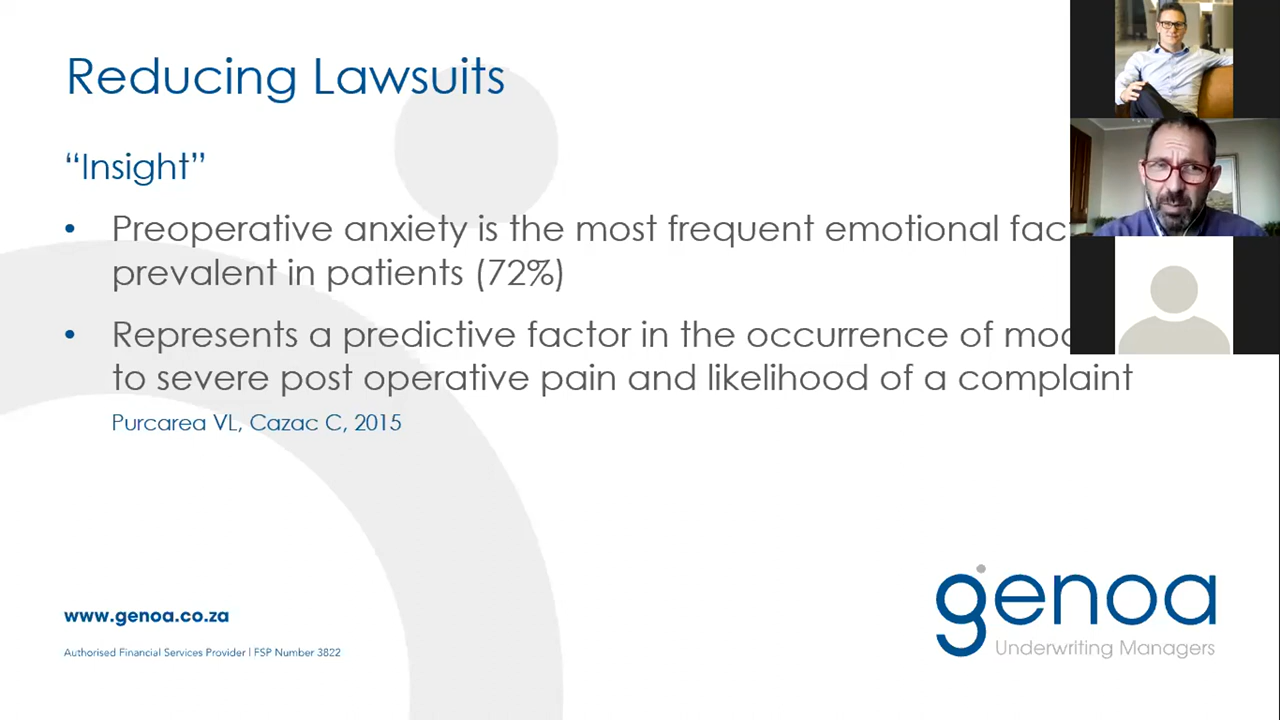 Reducing Lawsuits
“Insight”
• Preoperative anxiety is the most frequent emotional
prevalent in patients (72%)
• Represents a predictive factor in the occurrence of
to severe post operative pain and likelihood of a complaint
Purcarea VL, Cazac C, 2015
www.genoa.co.za
Authorised Financial Services Provider | FSP Number 3822
genoa
Underwriting Managers